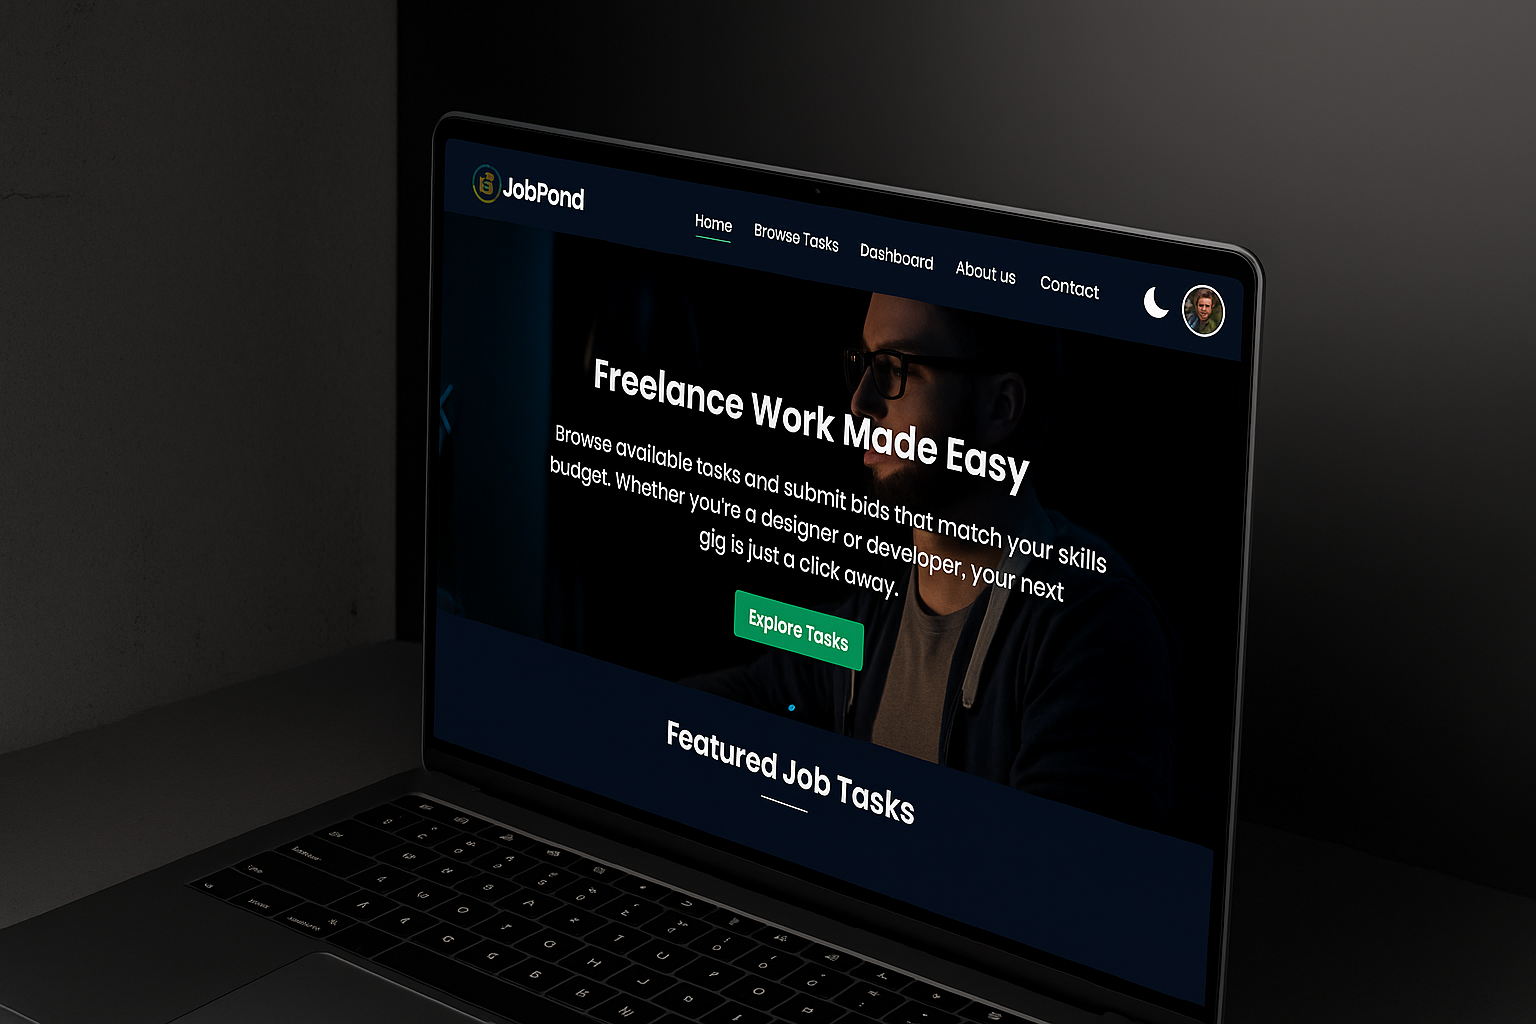 JobPond
Home
Browse Tasks
Dashboard
About us
Contact
Freelance Work Made Easy
Browse available tasks and submit bids that match your skills
budget. Whether you're a designer or developer, your next
gig is just a click away.
Explore Tasks
Featured Job Tasks